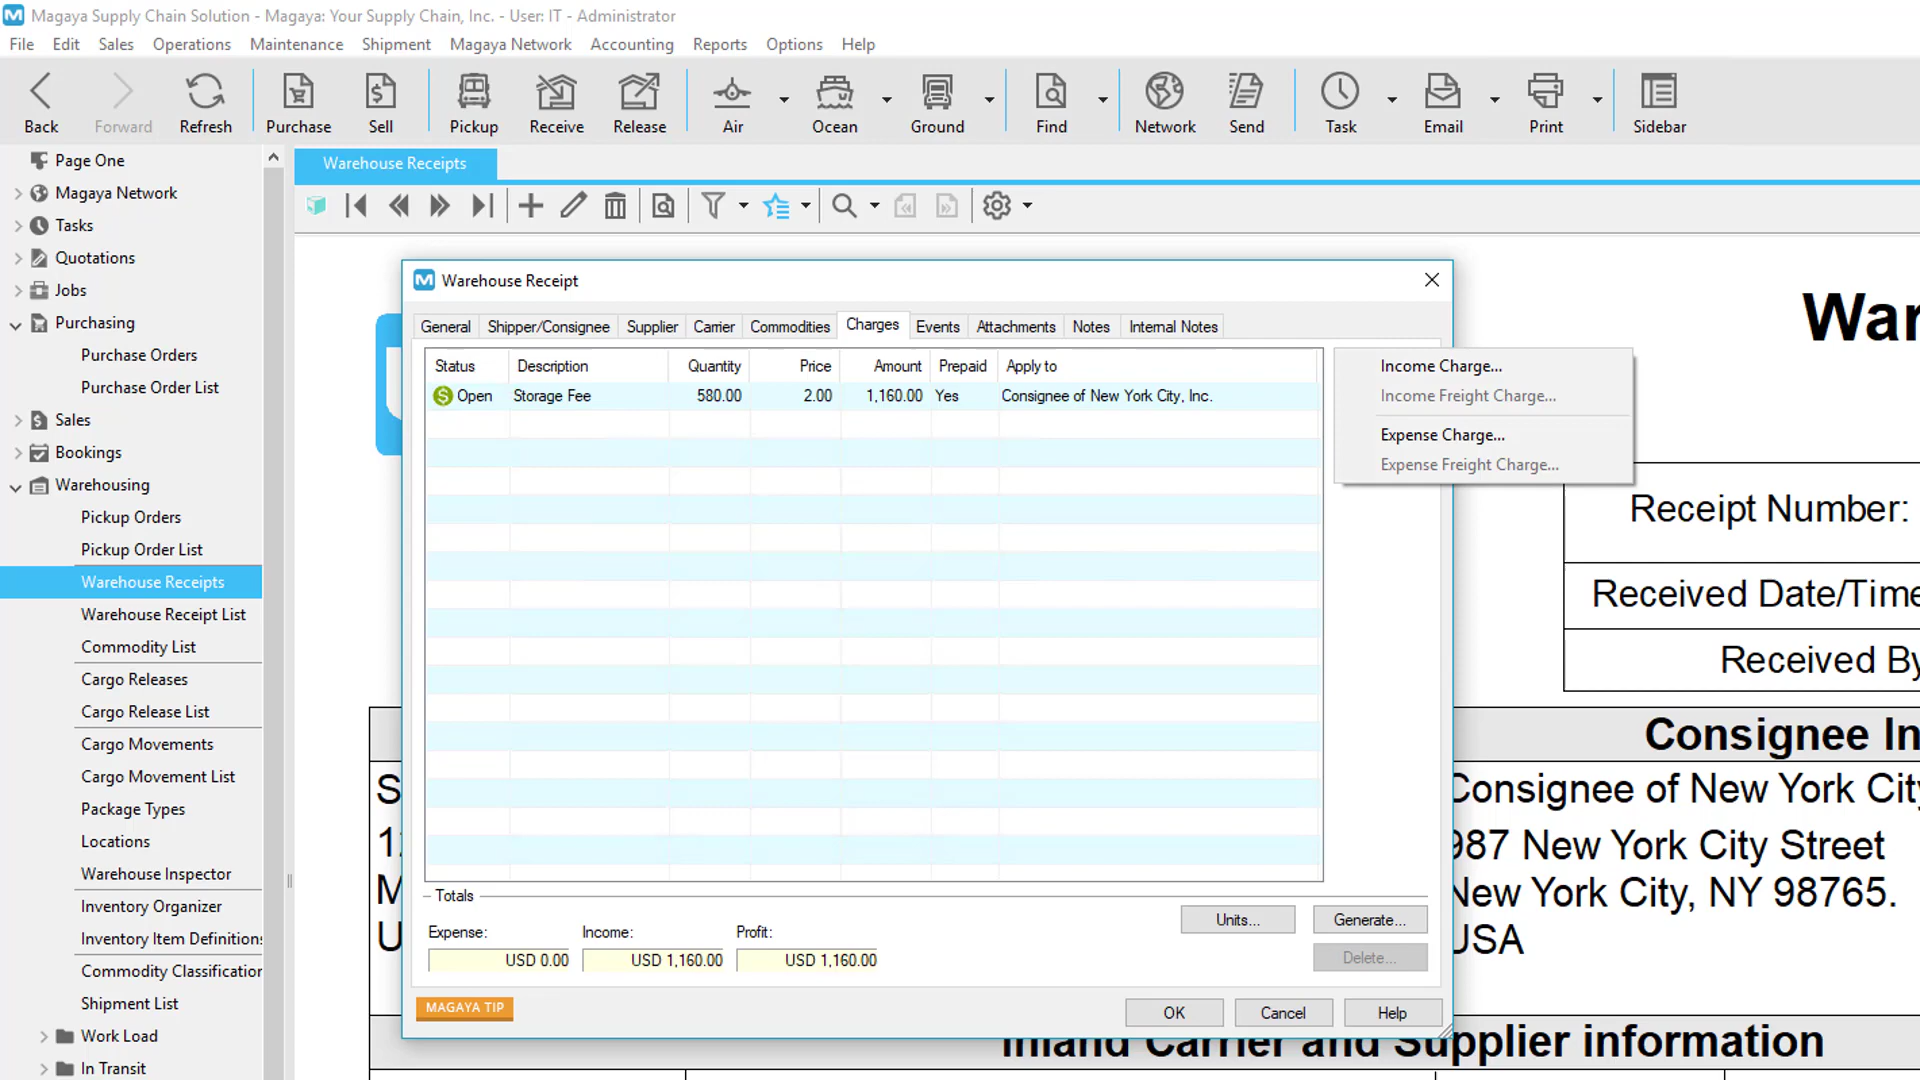 Magaya Supply Chain Solution - Magaya: Your Supply Chain, Inc. - User: IT - Administrator
File Edit Sales Operations Maintenance Shipment Magaya Network Accounting Reports Options Help
Back Forward Refresh Purchase Sell Pickup Receive Release Air Ocean Ground Find Network Send Task Email Print Sidebar
Page One
Magaya Network
Tasks
Quotations
Jobs
Purchasing
Purchase Orders
Purchase Order List
Sales
Bookings
Warehousing
Pickup Orders
Pickup Order List
Warehouse Receipts
Warehouse Receipt List
Commodity List
Cargo Releases
Cargo Release List
Cargo Movements
Cargo Movement List
Package Types
Locations
Warehouse Inspector
Inventory Organizer
Inventory Item Definitions
Commodity Classification
Shipment List
Work Load
In Transit
Warehouse Receipts
Warehouse Receipt
General Shipper/Consignee Supplier Carrier Commodities Charges Events Attachments Notes Internal Notes
Status Description Quantity Price Amount Prepaid Apply to
$ Open Storage Fee 580.00 2.00 1,160.00 Yes Consignee of New York City, Inc.
Income Charge...
Income Freight Charge...
Expense Charge...
Expense Freight Charge...
Totals
Expense: Income: Profit:
USD 0.00 USD 1,160.00 USD 1,160.00
Units... Generate...
Delete...
MAGAYA TIP
OK Cancel Help
War
Receipt Number:
Received Date/Time
Received By
Consignee In
S
Consignee of New York City
987 New York City Street
M
New York City, NY 98765.
U
USA
Inland Carrier and Supplier information